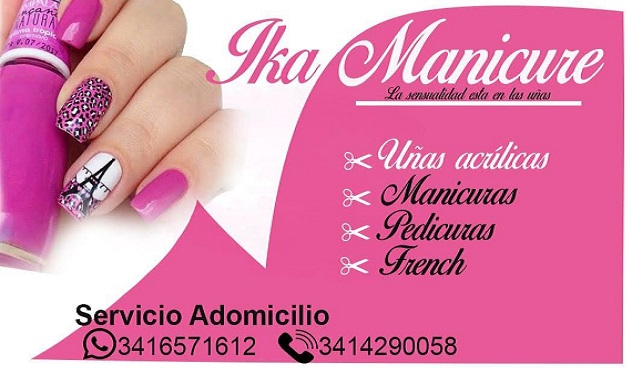 Ika Manicure
La sensualidad esta en las uñas
Uñas acrílicas
Manicuras
Pedicuras
French
Servicio Adomicilio
3416571612 3414290058